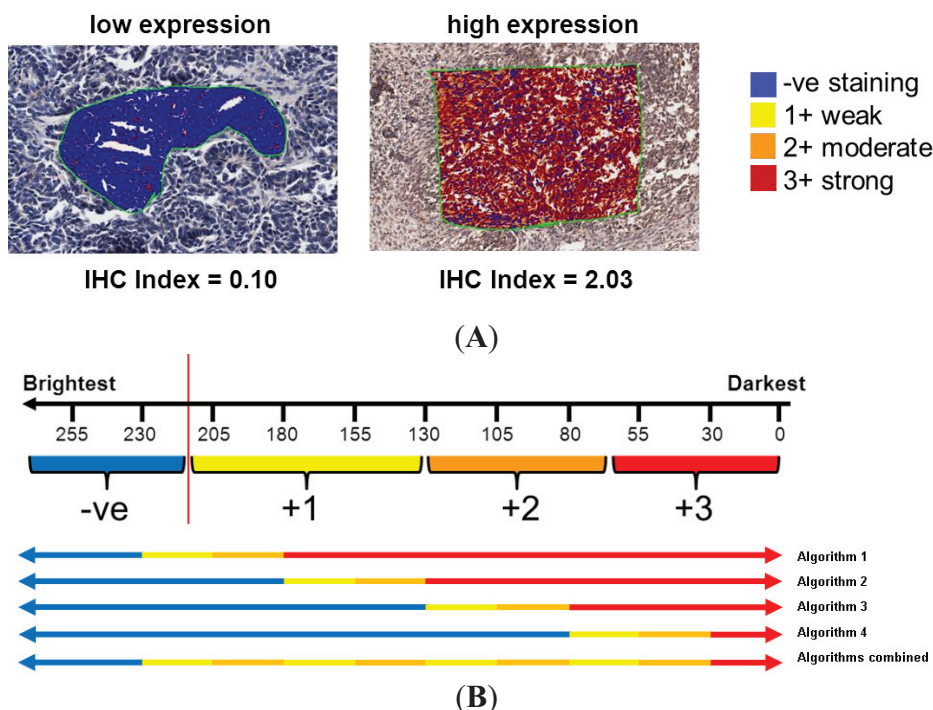 low expression
high expression
-ve staining
1+ weak
2+ moderate
3+ strong
IHC Index = 0.10
IHC Index = 2.03
(A)
Brightest
Darkest
255 230 205 180 155 130 105 80 55 30 0
-ve +1 +2 +3
Algorithm 1
Algorithm 2
Algorithm 3
Algorithm 4
Algorithms combined
(B)